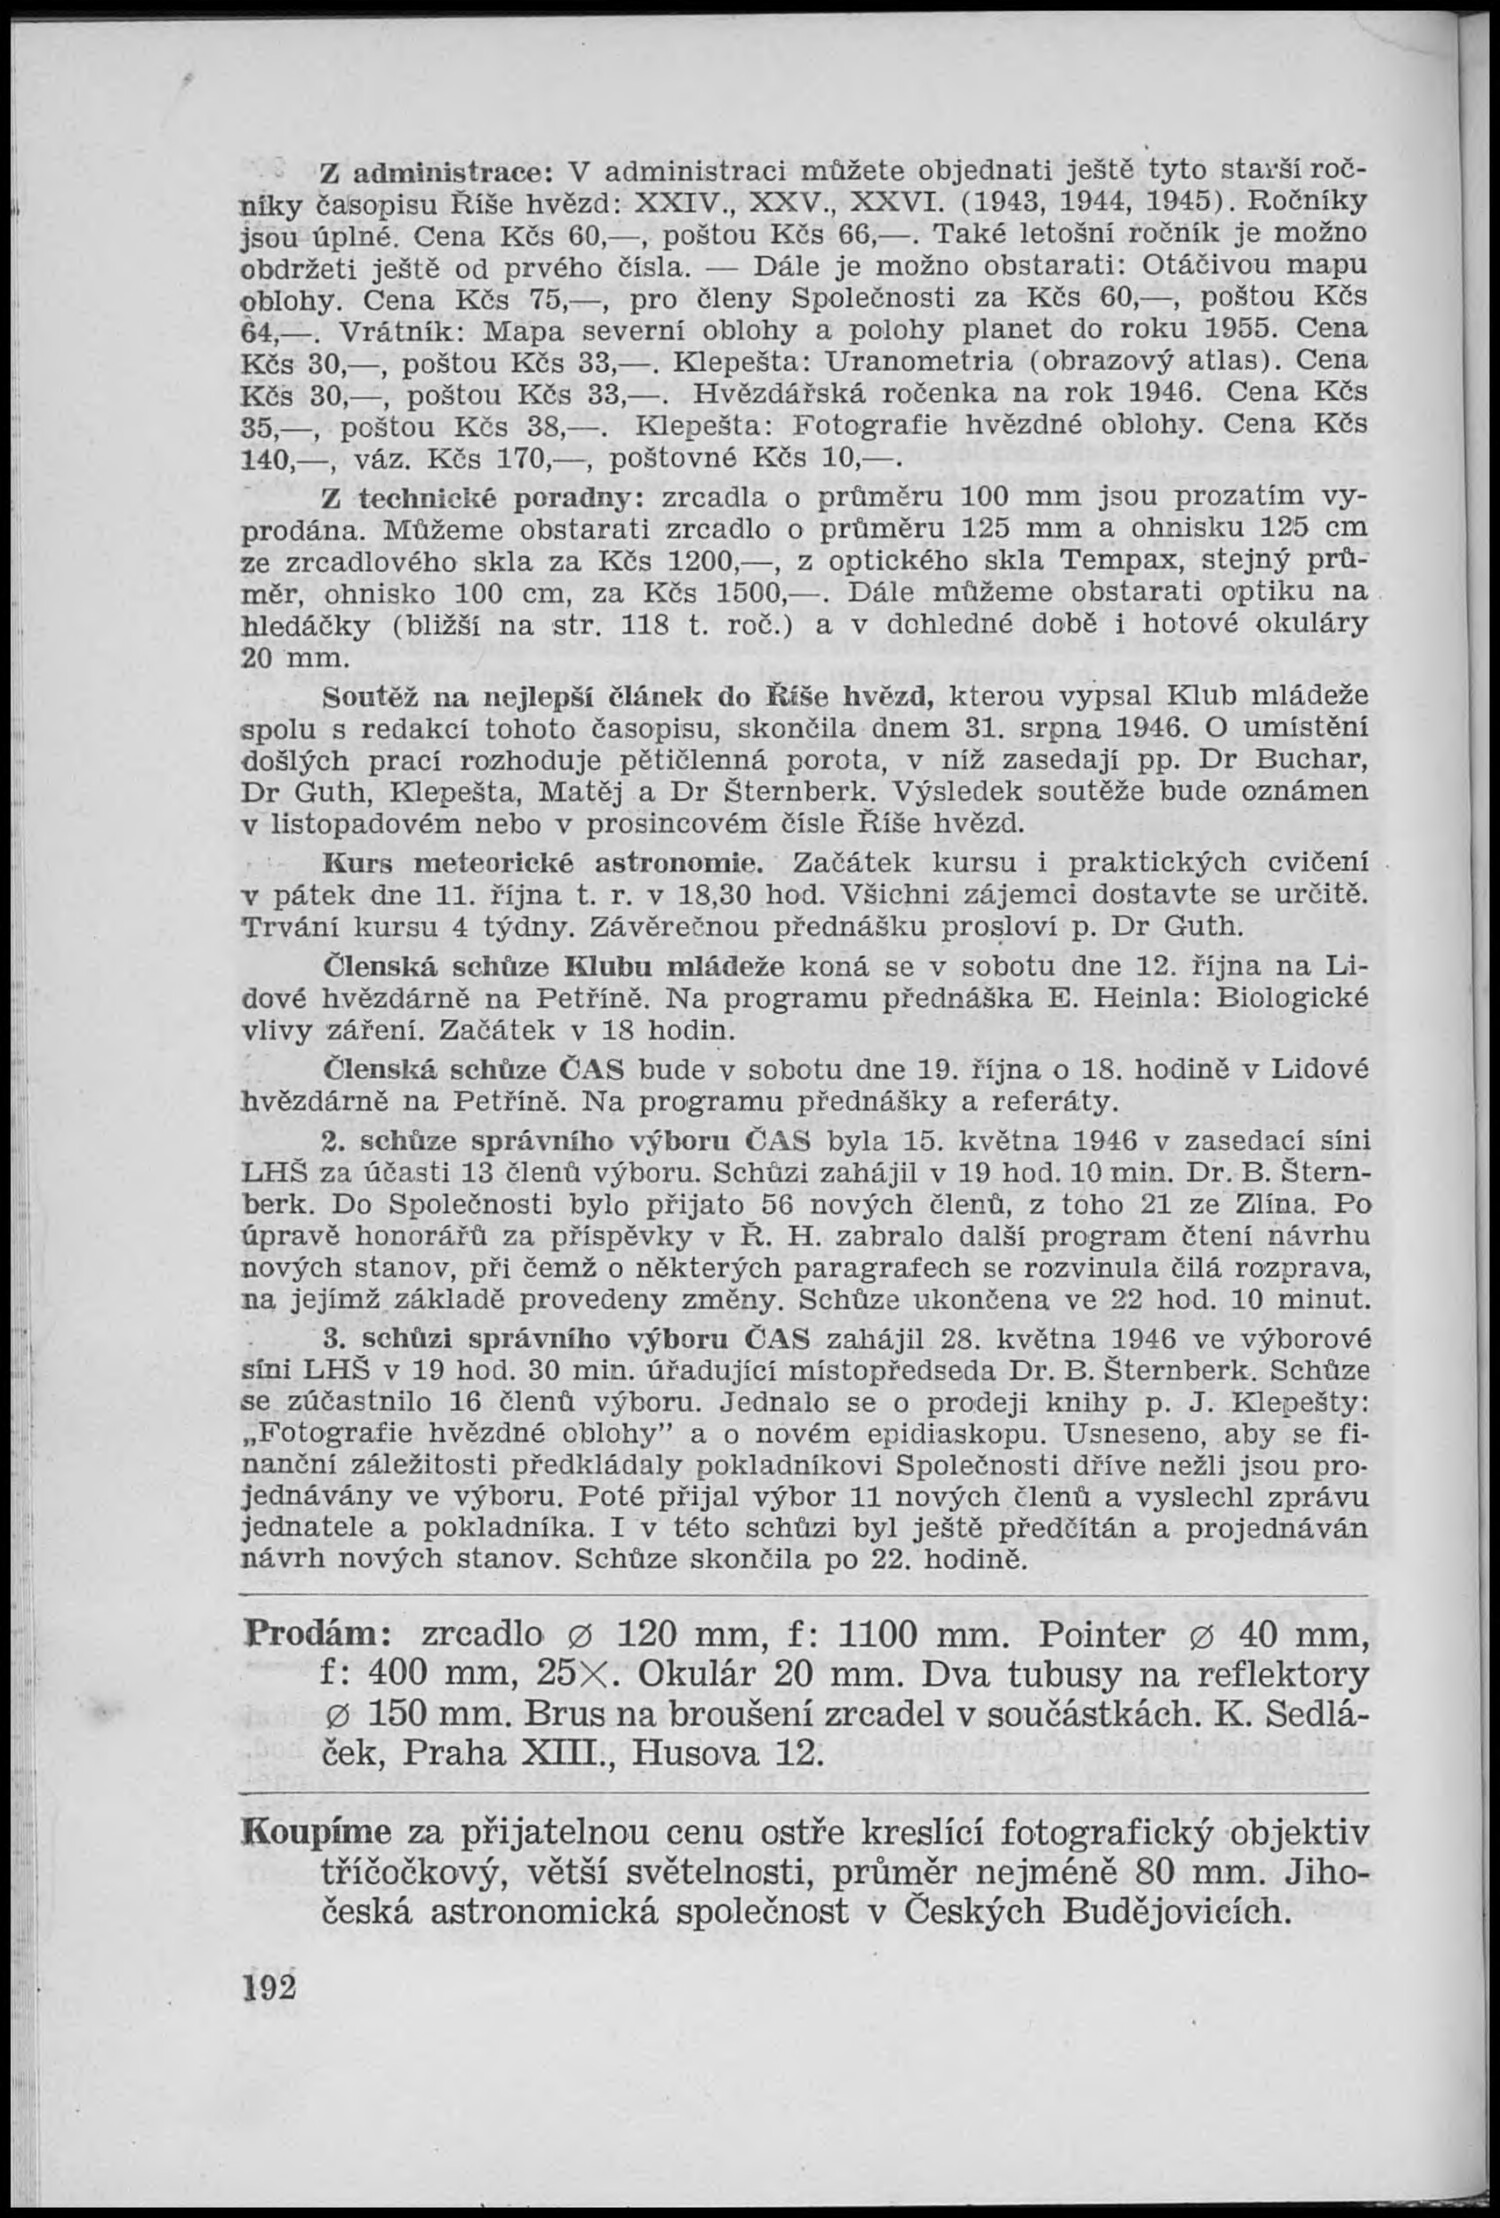 Z administrace: V administraci můžete objednati ještě tyto starší roč-
níky časopisu Říše hvězd: XXIV., XXV., XXVI. (1943, 1944, 1945). Ročníky
jsou úplné. Cena Kčs 60,—, poštou Kčs 66,—. Také letošní ročník je možno
obdržeti ještě od prvého čísla. — Dále je možno obstarati: Otáčivou mapu
oblohy. Cena Kčs 75,—, pro členy Společnosti za Kčs 60,—, poštou Kčs
64,—. Vrátník: Mapa severní oblohy a polohy planet do roku 1955. Cena
Kčs 30,—, poštou Kčs 33,—. Klepešta: Uranometria (obrazový atlas). Cena
Kčs 30,—, poštou Kčs 33,—. Hvězdářská ročenka na rok 1946. Cena Kčs
35,—, poštou Kčs 38,—. Klepešta: Fotografie hvězdné oblohy. Cena Kčs
140,—, váz. Kčs 170,—, poštovné Kčs 10,—.
Z technické poradny: zrcadla o průměru 100 mm jsou prozatím vy-
prodána. Můžeme obstarati zrcadlo o průměru 125 mm a ohnisku 125 cm
ze zrcadlového skla za Kčs 1200,—, z optického skla Tempax, stejný prů-
měr, ohnisko 100 cm, za Kčs 1500,—. Dále můžeme obstarati optiku na
hledáčky (bližší na str. 118 t. roč.) a v dohledné době i hotové okuláry
20 mm.
Soutěž na nejlepší článek do Říše hvězd, kterou vypsal Klub mládeže
spolu s redakcí tohoto časopisu, skončila dnem 31. srpna 1946. O umístění
došlých prací rozhoduje pětičlenná porota, v níž zasedají pp. Dr Buchar,
Dr Guth, Klepešta, Matěj a Dr Šternberk. Výsledek soutěže bude oznámen
v listopadovém nebo v prosincovém čísle Říše hvězd.
Kurs meteorické astronomie. Začátek kursu i praktických cvičení
v pátek dne 11. října t. r. v 18,30 hod. Všichni zájemci dostavte se určitě.
Trvání kursu 4 týdny. Závěrečnou přednášku prosloví p. Dr Guth.
Členská schůze Klubu mládeže koná se v sobotu dne 12. října na Li-
dové hvězdárně na Petříně. Na programu přednáška E. Heinla: Biologické
vlivy záření. Začátek v 18 hodin.
Členská schůze ČAS bude v sobotu dne 19. října o 18. hodině v Lidové
hvězdárně na Petříně. Na programu přednášky a referáty.
2. schůze správního výboru ČAS byla 15. května 1946 v zasedací síni
LHŠ za účasti 13 členů výboru. Schůzi zahájil v 19 hod. 10 min. Dr. B. Štern-
berk. Do Společnosti bylo přijato 56 nových členů, z toho 21 ze Zlína. Po
úpravě honorářů za příspěvky v Ř. H. zabralo další program čtení návrhu
nových stanov, při čemž o některých paragrafech se rozvinula čilá rozprava,
na jejímž základě provedeny změny. Schůze ukončena ve 22 hod. 10 minut.
3. schůzi správního výboru ČAS zahájil 28. května 1946 ve výborové
síni LHŠ v 19 hod. 30 min. úřadující místopředseda Dr. B. Šternberk. Schůze
se zúčastnilo 16 členů výboru. Jednalo se o prodeji knihy p. J. Klepešty:
„Fotografie hvězdné oblohy” a o novém epidiaskopu. Usneseno, aby se fi-
nanční záležitosti předkládaly pokladníkovi Společnosti dříve nežli jsou pro-
jednávány ve výboru. Poté přijal výbor 11 nových členů a vyslechl zprávu
jednatele a pokladníka. I v této schůzi byl ještě předčítán a projednáván
návrh nových stanov. Schůze skončila po 22. hodině.
Prodám: zrcadlo ∅ 120 mm, f: 1100 mm. Pointer ∅ 40 mm,
f: 400 mm, 25×. Okulár 20 mm. Dva tubusy na reflektory
∅ 150 mm. Brus na broušení zrcadel v součástkách. K. Sedlá-
ček, Praha XIII., Husova 12.
Koupíme za přijatelnou cenu ostře kreslící fotografický objektiv
tříčočkový, větší světelnosti, průměr nejméně 80 mm. Jiho-
česká astronomická společnost v Českých Budějovicích.
192